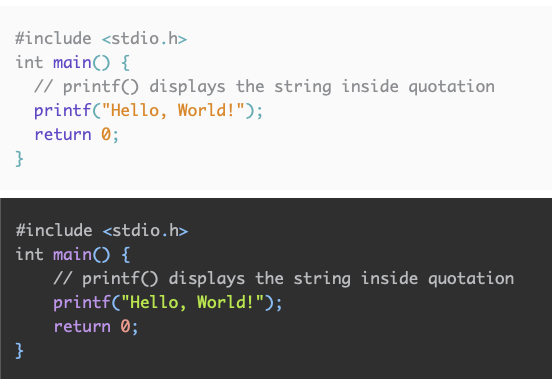 #include <stdio.h>
int main() {
  // printf() displays the string inside quotation
  printf("Hello, World!");
  return 0;
}
#include <stdio.h>
int main() {
    // printf() displays the string inside quotation
    printf("Hello, World!");
    return 0;
}